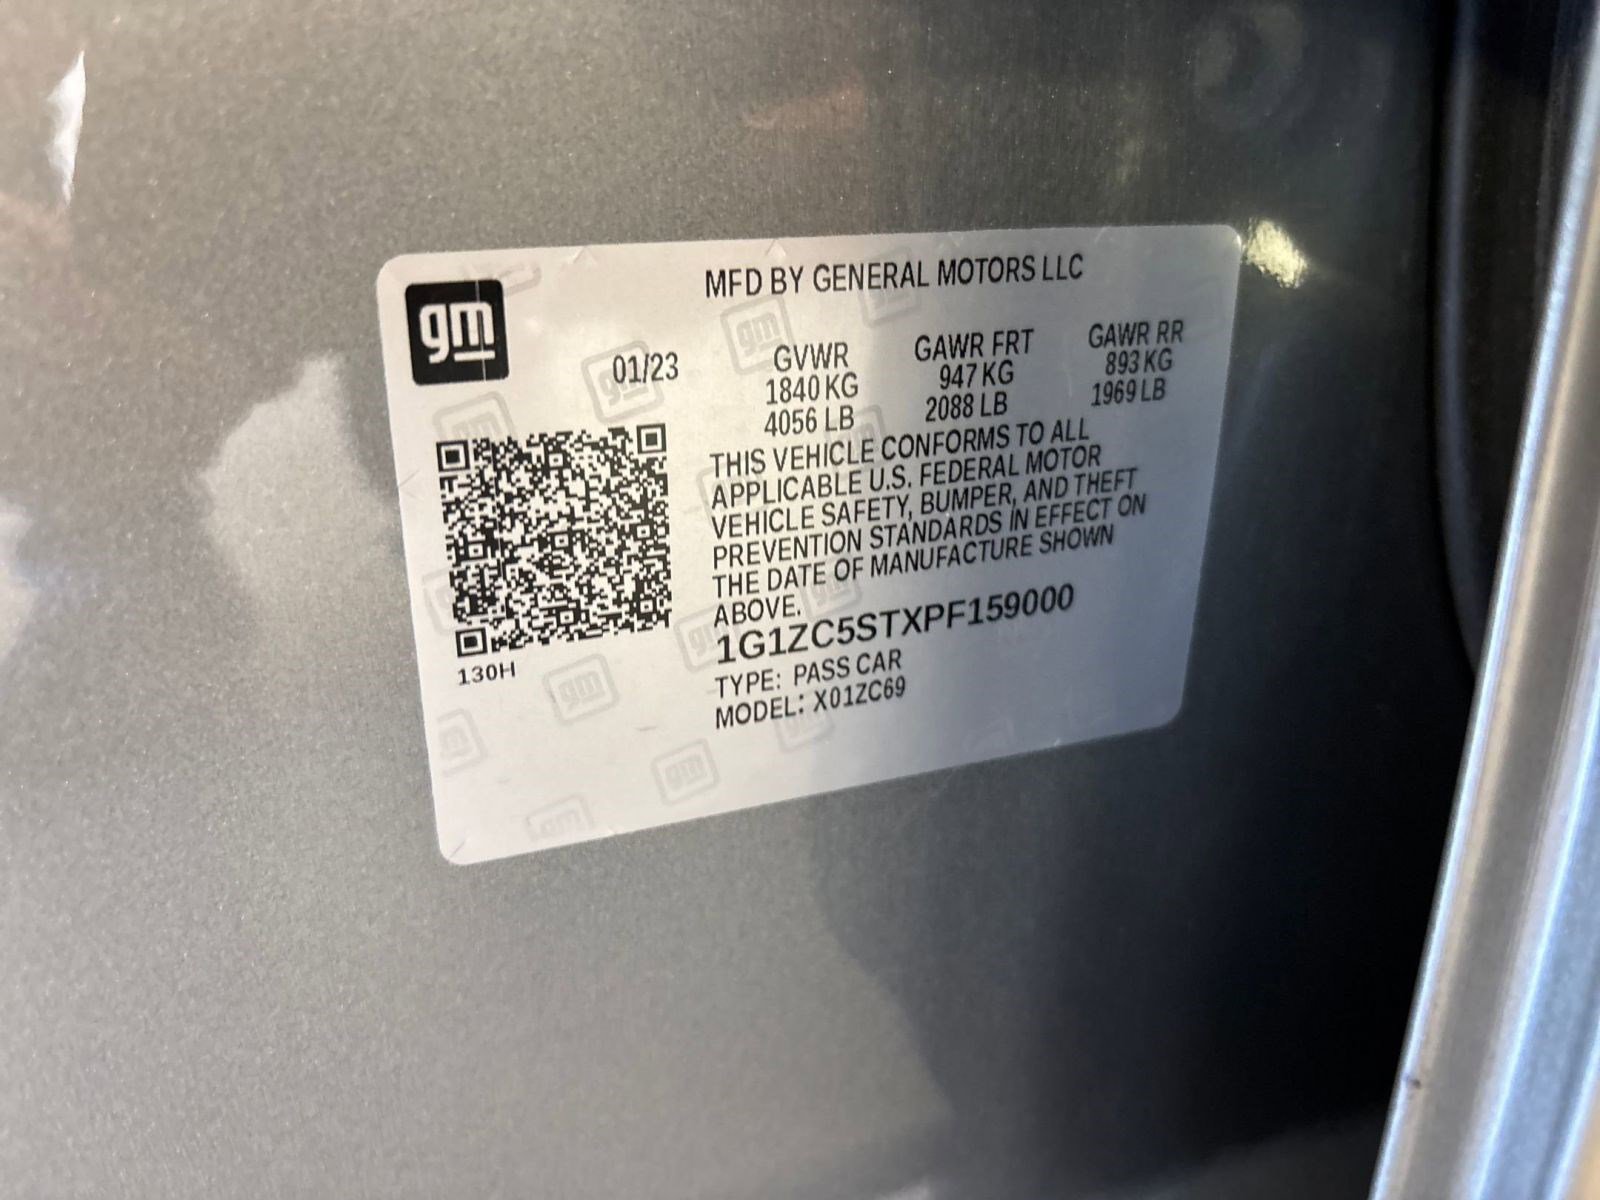 gm
MFD BY GENERAL MOTORS LLC
01/23
GVWR
1840 KG
4056 LB
GAWR FRT
947 KG
2088 LB
GAWR RR
893 KG
1969 LB
THIS VEHICLE CONFORMS TO ALL
APPLICABLE U.S. FEDERAL MOTOR
VEHICLE SAFETY, BUMPER, AND THEFT
PREVENTION STANDARDS IN EFFECT ON
THE DATE OF MANUFACTURE SHOWN
ABOVE.
1G1ZC5STXPF159000
TYPE: PASS CAR
MODEL: X01ZC69
130H